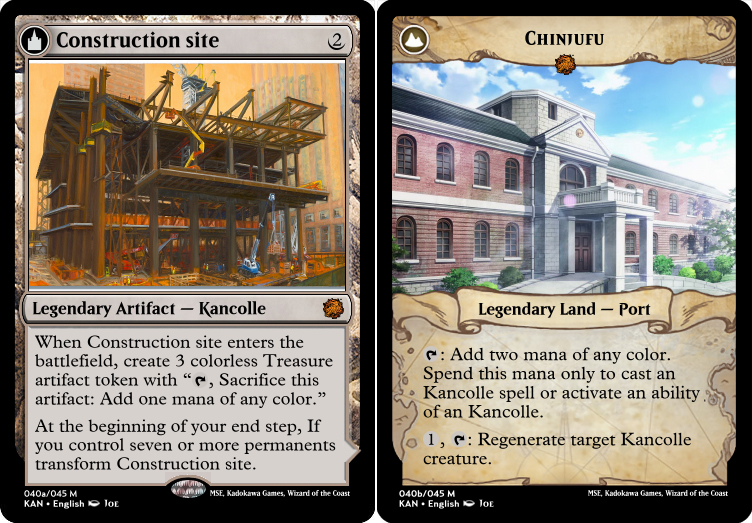 Construction site 2
Legendary Artifact — Kancolle
When Construction site enters the
battlefield, create 3 colorless Treasure
artifact token with “ , Sacrifice this
artifact: Add one mana of any color.”
At the beginning of your end step, If
you control seven or more permanents
transform Construction site.
040a/045 M
KAN • English JOE
MSE, Kadokawa Games, Wizard of the Coast
Chinjufu
Legendary Land — Port
: Add two mana of any color.
Spend this mana only to cast an
Kancolle spell or activate an ability
of an Kancolle.
1 , : Regenerate target Kancolle
creature.
040b/045 M
KAN • English JOE
MSE, Kadokawa Games, Wizard of the Coast